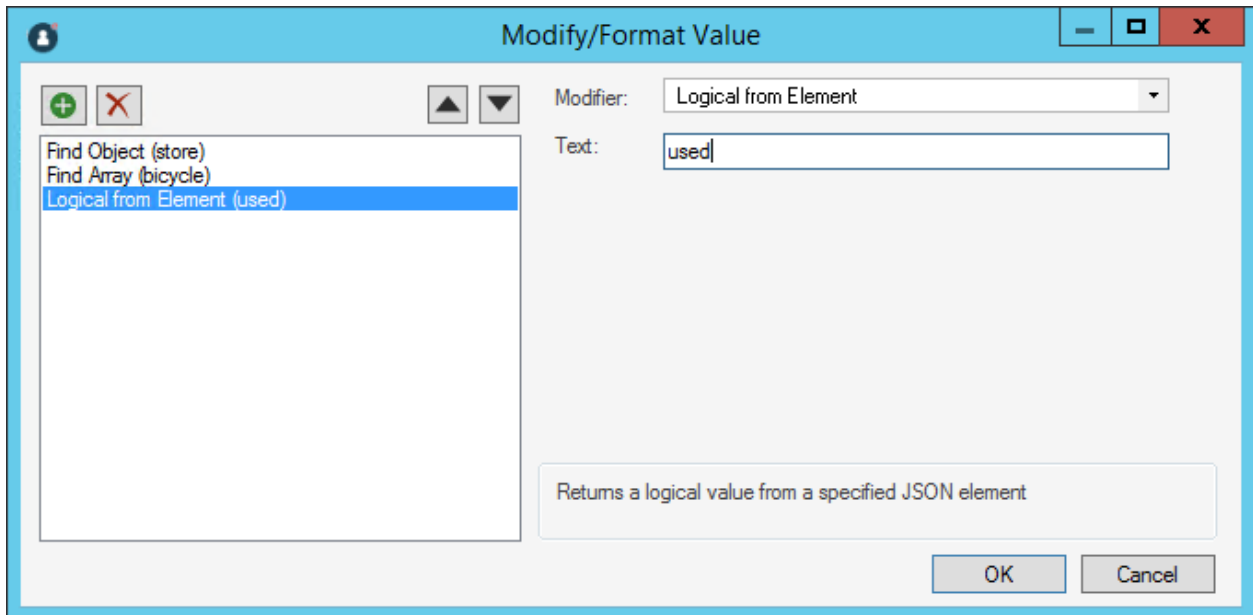 Modify/Format Value
Modifier: Logical from Element
Text: used
Find Object (store)
Find Array (bicycle)
Logical from Element (used)
Returns a logical value from a specified JSON element
OK Cancel